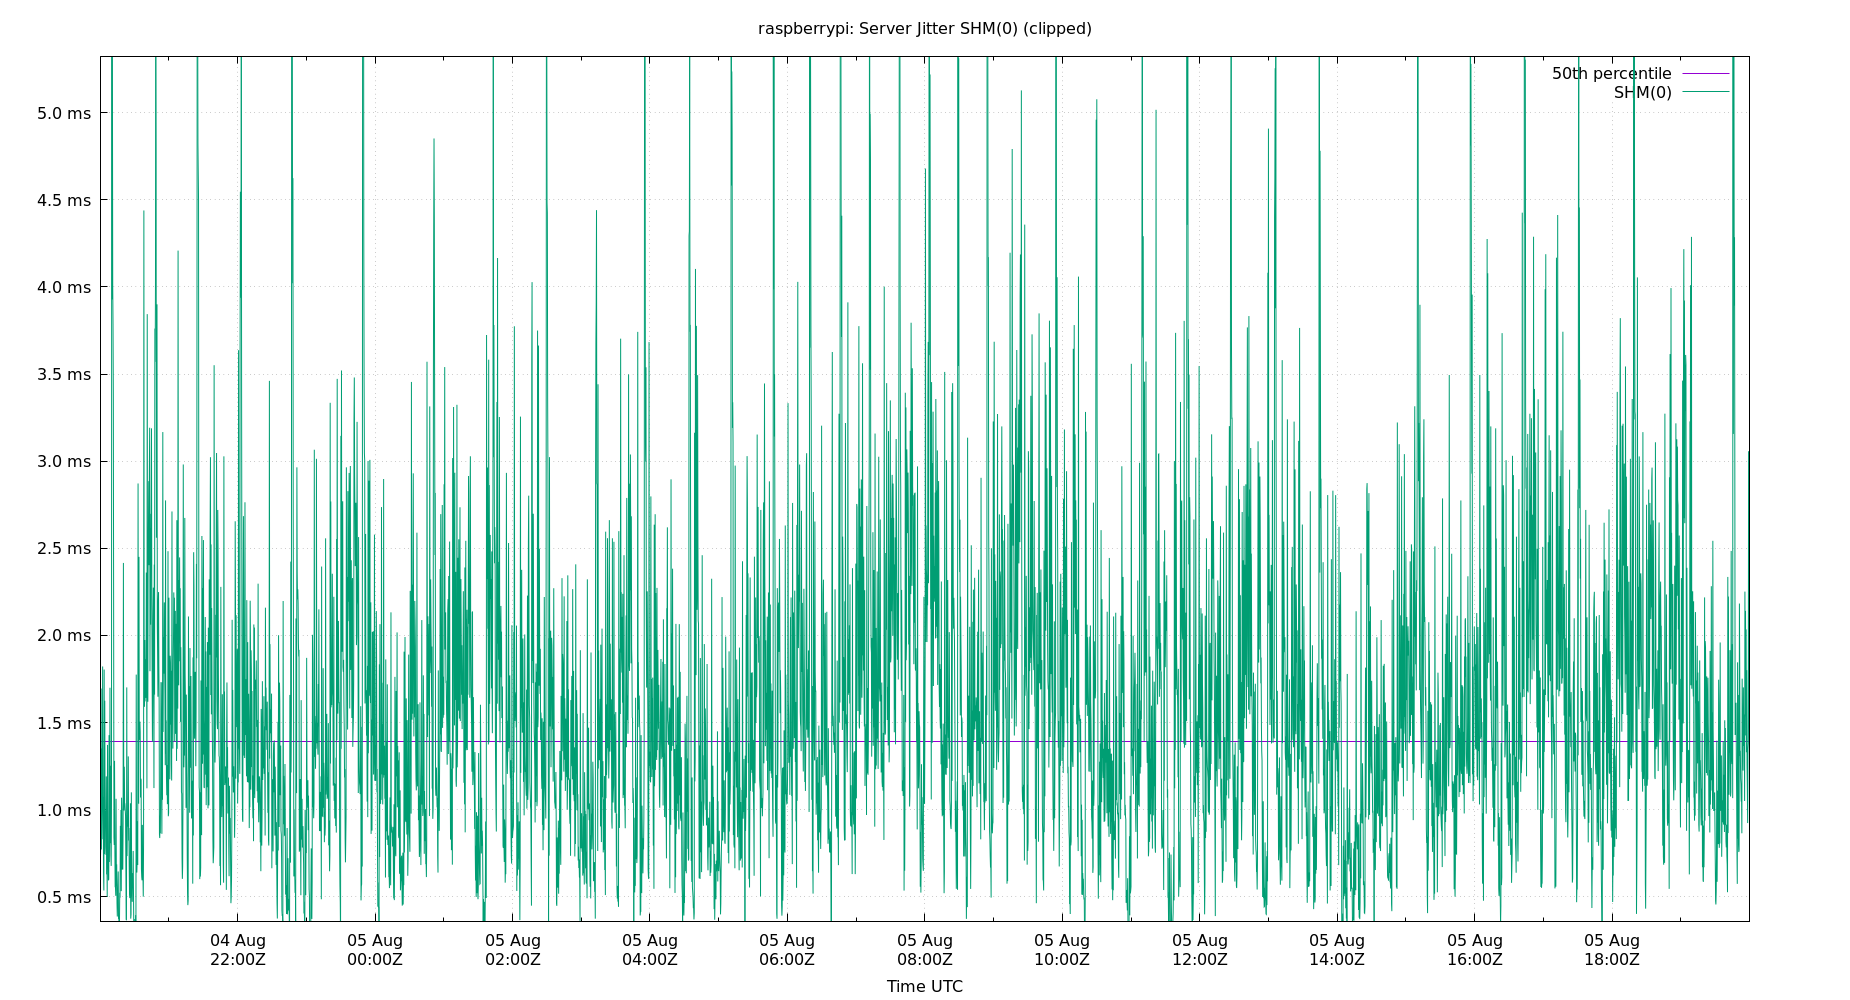 raspberrypi: Server Jitter SHM(0) (clipped)
50th percentile
SHM(0)
5.0 ms
4.5 ms
4.0 ms
3.5 ms
3.0 ms
2.5 ms
2.0 ms
1.5 ms
1.0 ms
0.5 ms
04 Aug 05 Aug 05 Aug 05 Aug 05 Aug 05 Aug 05 Aug 05 Aug 05 Aug 05 Aug 05 Aug
22:00Z 00:00Z 02:00Z 04:00Z 06:00Z 08:00Z 10:00Z 12:00Z 14:00Z 16:00Z 18:00Z
Time UTC